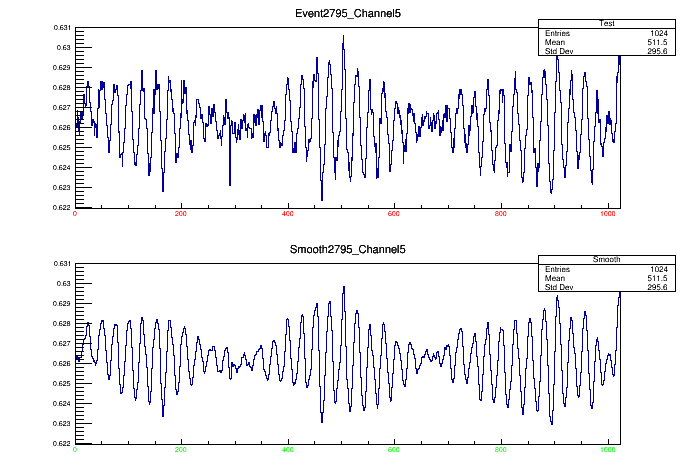 Event2795_Channel5
Test
Entries 1024
Mean 511.5
Std Dev 295.6
0.631
0.63
0.629
0.628
0.627
0.626
0.625
0.624
0.623
0.622
0 200 400 600 800 1000
Smooth2795_Channel5
Smooth
Entries 1024
Mean 511.5
Std Dev 295.6
0.631
0.63
0.629
0.628
0.627
0.626
0.625
0.624
0.623
0.622
0 200 400 600 800 1000